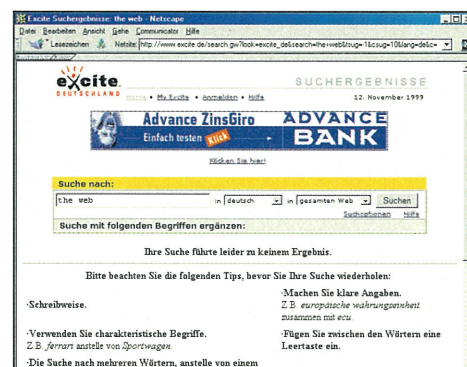 Excite Suchergebnisse: the web - Netscape
Datei Bearbeiten Ansicht Gehe Communicator Hilfe
Lesezeichen Netsite: http://www.excite.de/search.gw?look=excite_de&search=the+web&tsug=-1&csug=10&lang=de&c=
excite
DEUTSCHLAND
SUCHERGEBNISSE
• My Excite • Anmelden • Hilfe
12. November 1999
Advance ZinsGiro
Einfach testen Klick
ADVANCE
BANK
Klicken Sie hier!
Suche nach:
the web in deutsch in gesamten Web Suchen
Suchoptionen Hilfe
Suche mit folgenden Begriffen ergänzen:
Ihre Suche führte leider zu keinem Ergebnis.
Bitte beachten Sie die folgenden Tips, bevor Sie Ihre Suche wiederholen:
·Schreibweise.
·Machen Sie klare Angaben.
Z.B. europäische währungseinheit
zusammen mit ecu.
·Verwenden Sie charakteristische Begriffe.
Z.B. ferrari anstelle von Sportwagen.
·Fügen Sie zwischen den Wörtern eine
Leertaste ein.
·Die Suche nach mehreren Wörtern, anstelle von einem